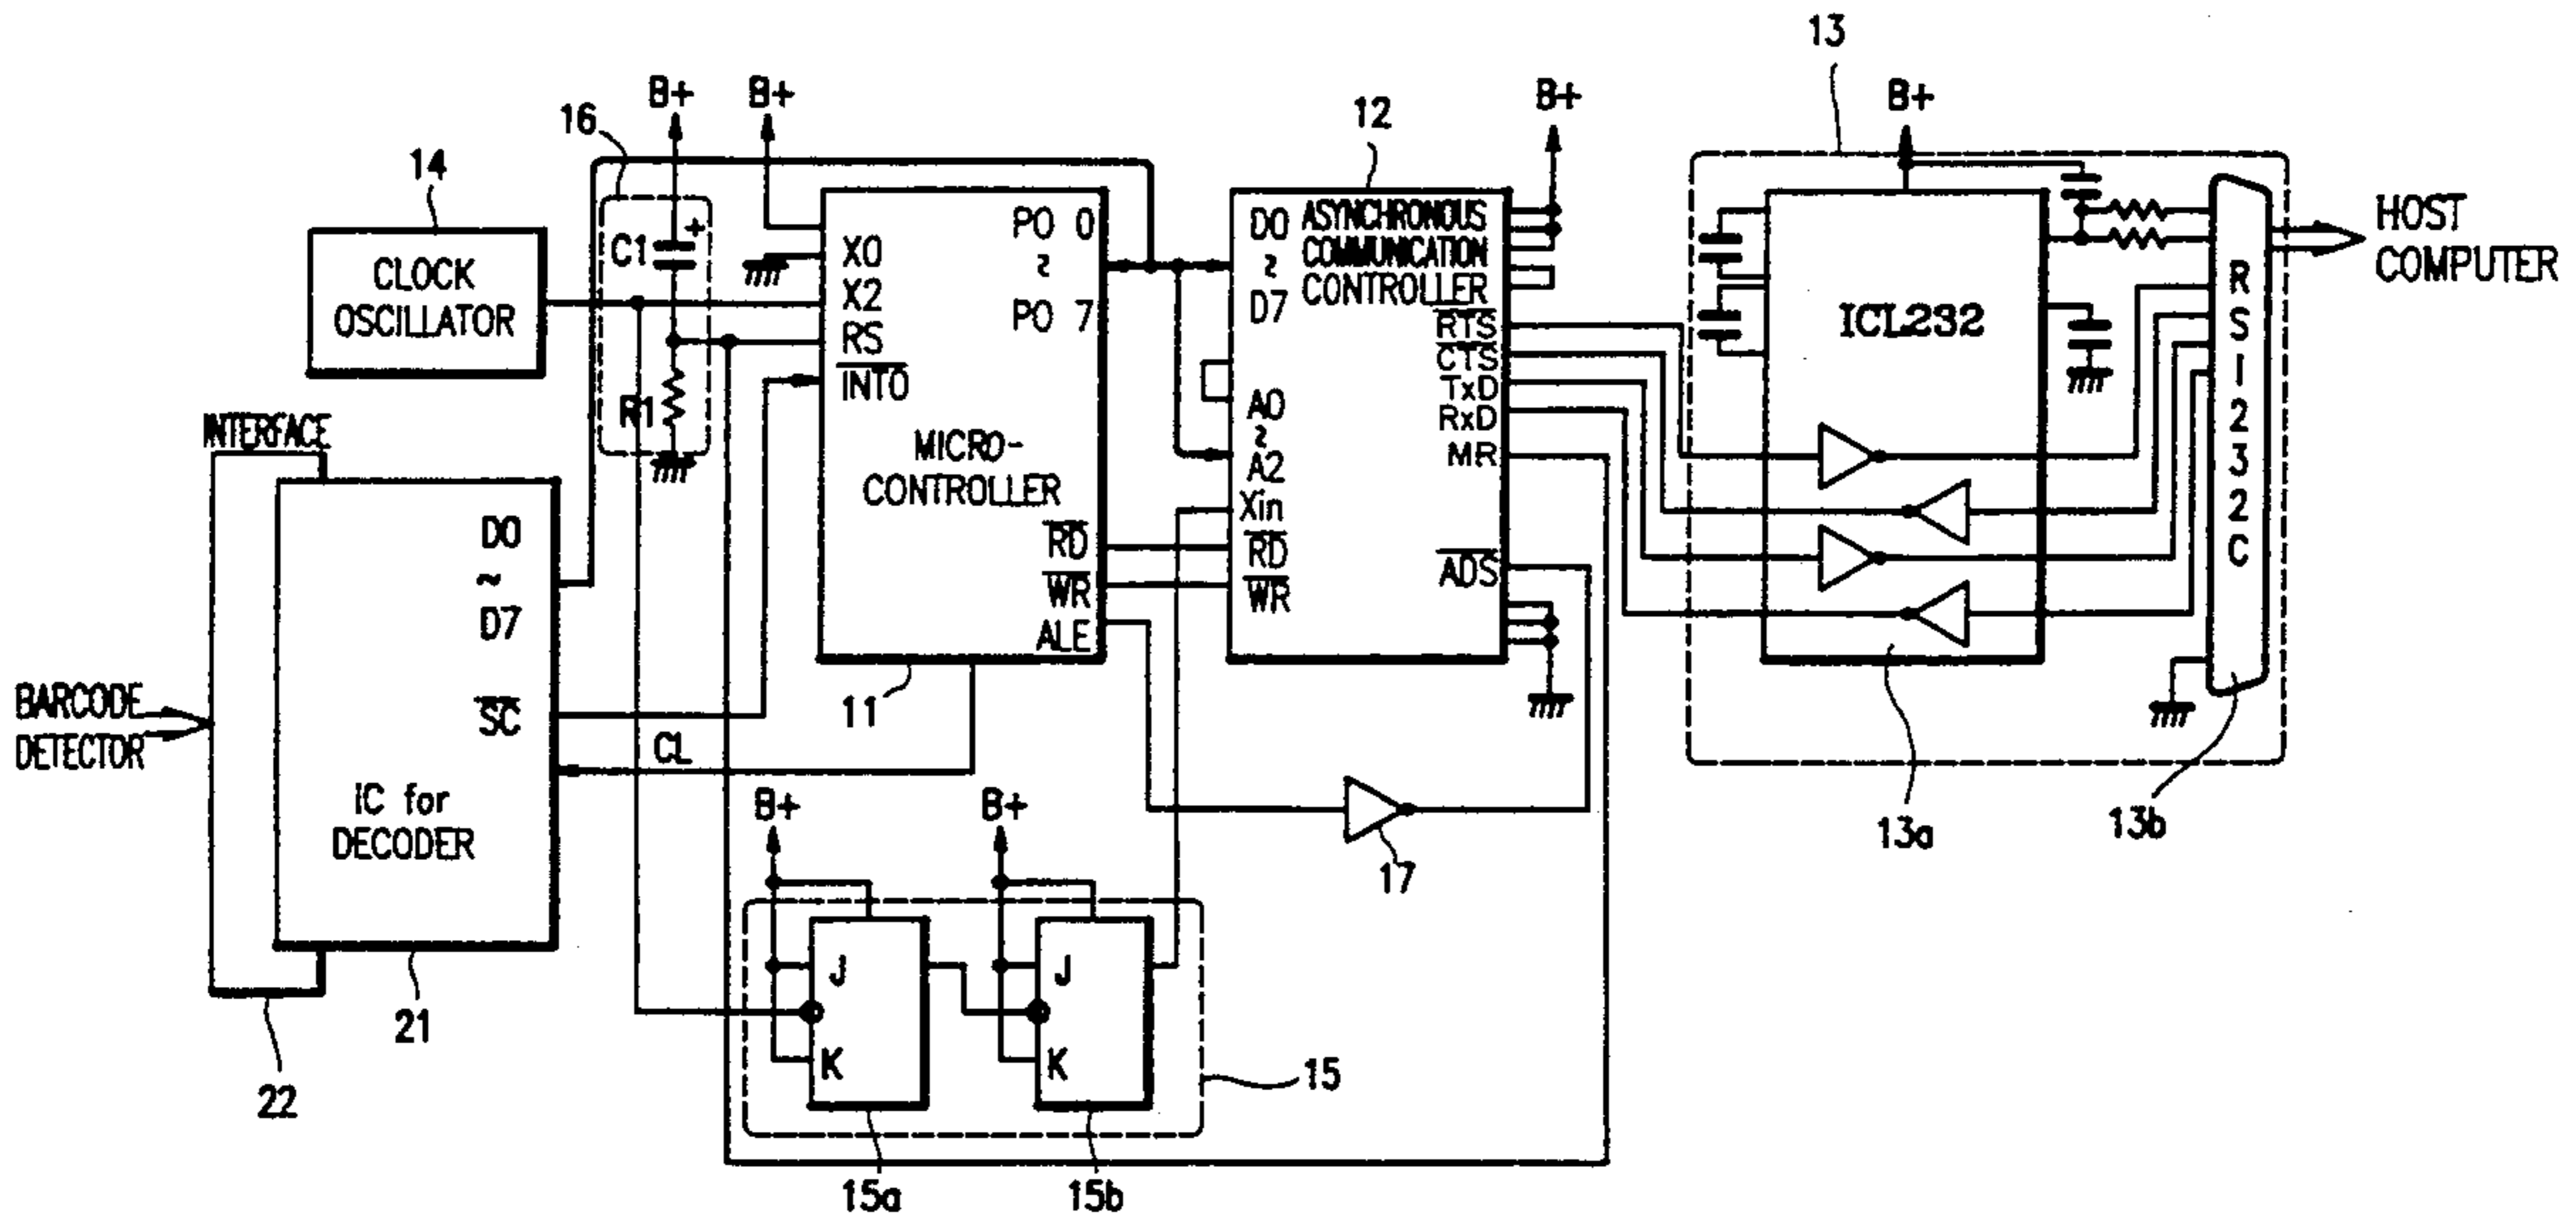 13
B+
B+
B+
B+
16
12
14
CLOCK
OSCILLATOR
C1
+
R1
X0
X2
RS
INT0
P0 0
~
P0 7
MICRO-
CONTROLLER
RD
WR
ALE
11
D0
~
D7
ASYNCHRONOUS
COMMUNICATION
CONTROLLER
RTS
CTS
TxD
RxD
MR
A0
~
A2
Xin
RD
WR
ADS
ICL232
R
S
I
2
3
2
C
HOST
COMPUTER
13a
13b
INTERFACE
D0
~
D7
SC
CL
BARCODE
DETECTOR
IC for
DECODER
21
22
B+
B+
17
J
K
J
K
15
15a
15b